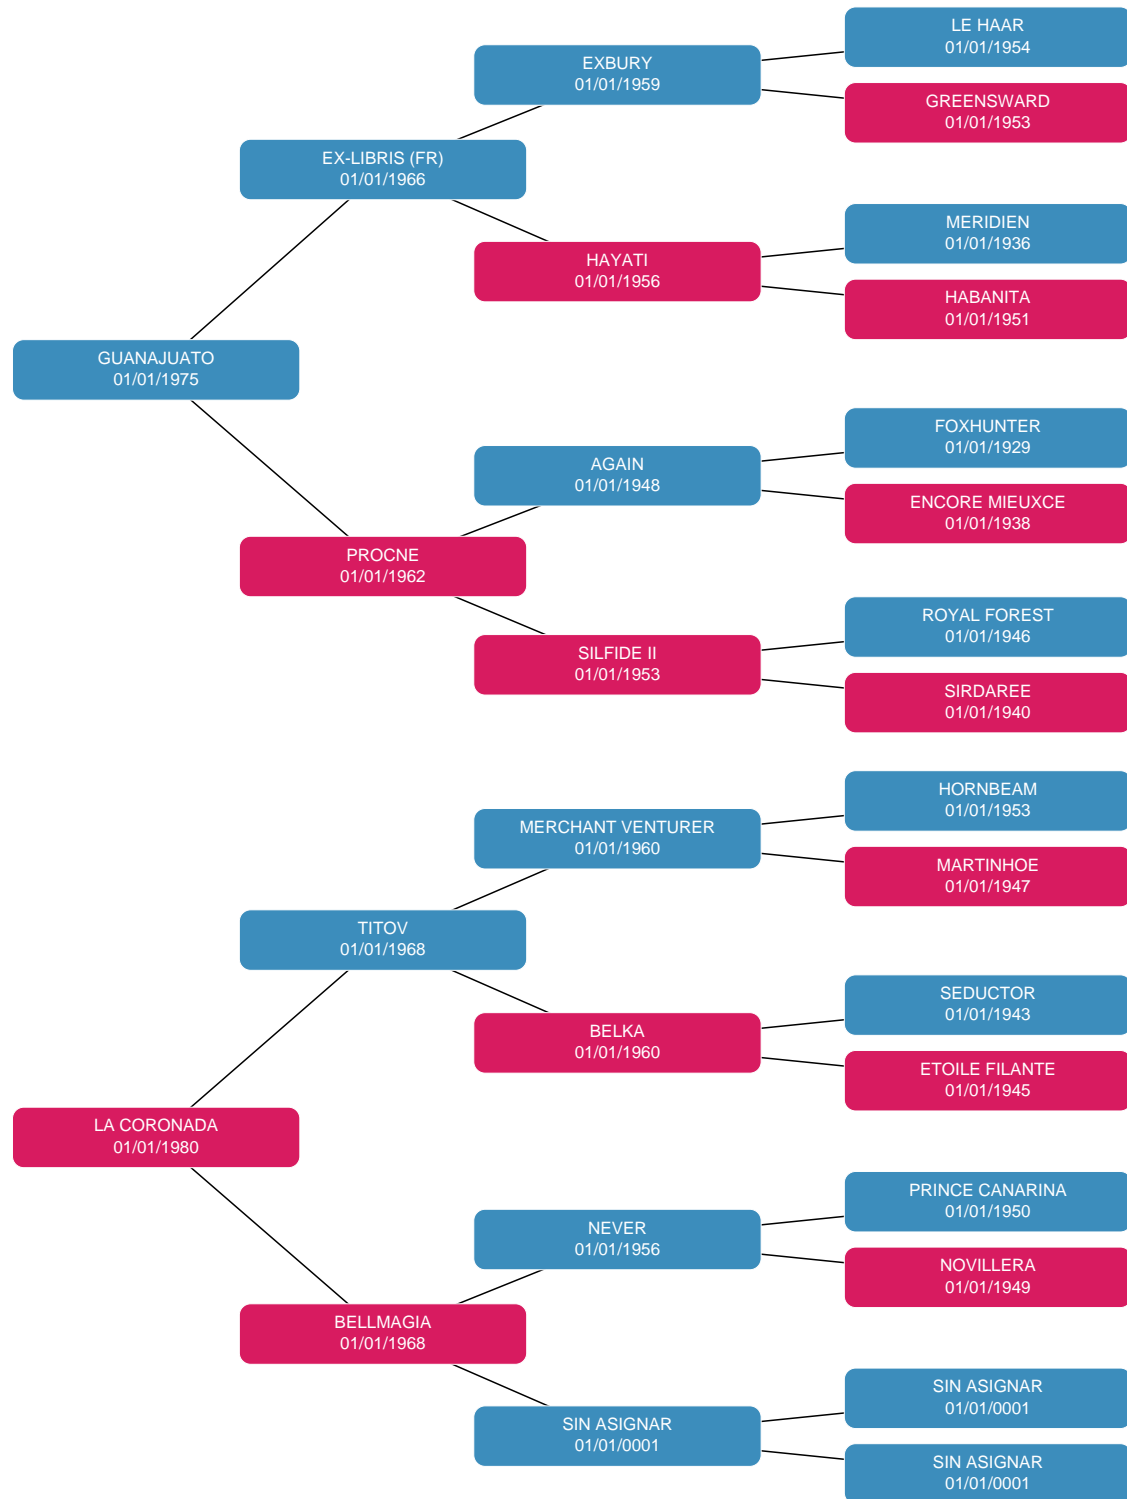 LE HAAR
01/01/1954
EXBURY
01/01/1959
GREENSWARD
01/01/1953
EX-LIBRIS (FR)
01/01/1966
MERIDIEN
01/01/1936
HAYATI
01/01/1956
HABANITA
01/01/1951
GUANAJUATO
01/01/1975
FOXHUNTER
01/01/1929
AGAIN
01/01/1948
ENCORE MIEUXCE
01/01/1938
PROCNE
01/01/1962
ROYAL FOREST
01/01/1946
SILFIDE II
01/01/1953
SIRDAREE
01/01/1940
HORNBEAM
01/01/1953
MERCHANT VENTURER
01/01/1960
MARTINHOE
01/01/1947
TITOV
01/01/1968
SEDUCTOR
01/01/1943
BELKA
01/01/1960
ETOILE FILANTE
01/01/1945
LA CORONADA
01/01/1980
PRINCE CANARINA
01/01/1950
NEVER
01/01/1956
NOVILLERA
01/01/1949
BELLMAGIA
01/01/1968
SIN ASIGNAR
01/01/0001
SIN ASIGNAR
01/01/0001
SIN ASIGNAR
01/01/0001